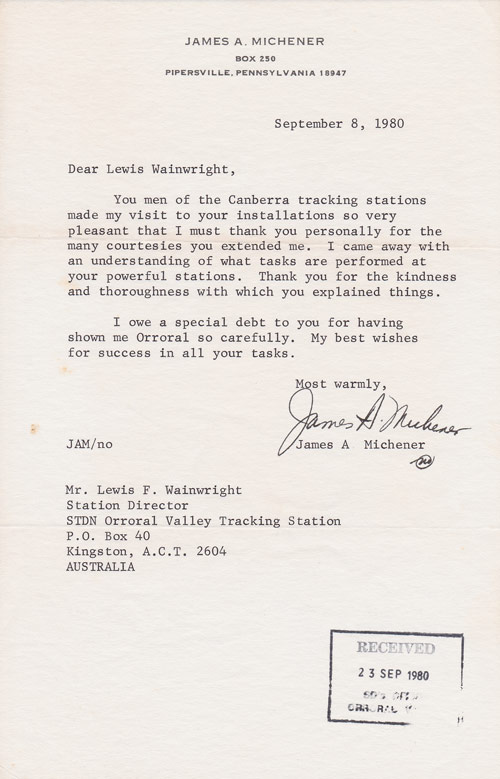 JAMES A. MICHENER
BOX 250
PIPERSVILLE, PENNSYLVANIA 18947
September 8, 1980
Dear Lewis Wainwright,
You men of the Canberra tracking stations
made my visit to your installations so very
pleasant that I must thank you personally for the
many courtesies you extended me. I came away with
an understanding of what tasks are performed at
your powerful stations. Thank you for the kindness
and thoroughness with which you explained things.
I owe a special debt to you for having
shown me Orroral so carefully. My best wishes
for success in all your tasks.
Most warmly,
James A. Michener
JAM/no
James A Michener
no
Mr. Lewis F. Wainwright
Station Director
STDN Orroral Valley Tracking Station
P.O. Box 40
Kingston, A.C.T. 2604
AUSTRALIA
RECEIVED
23 SEP 1980